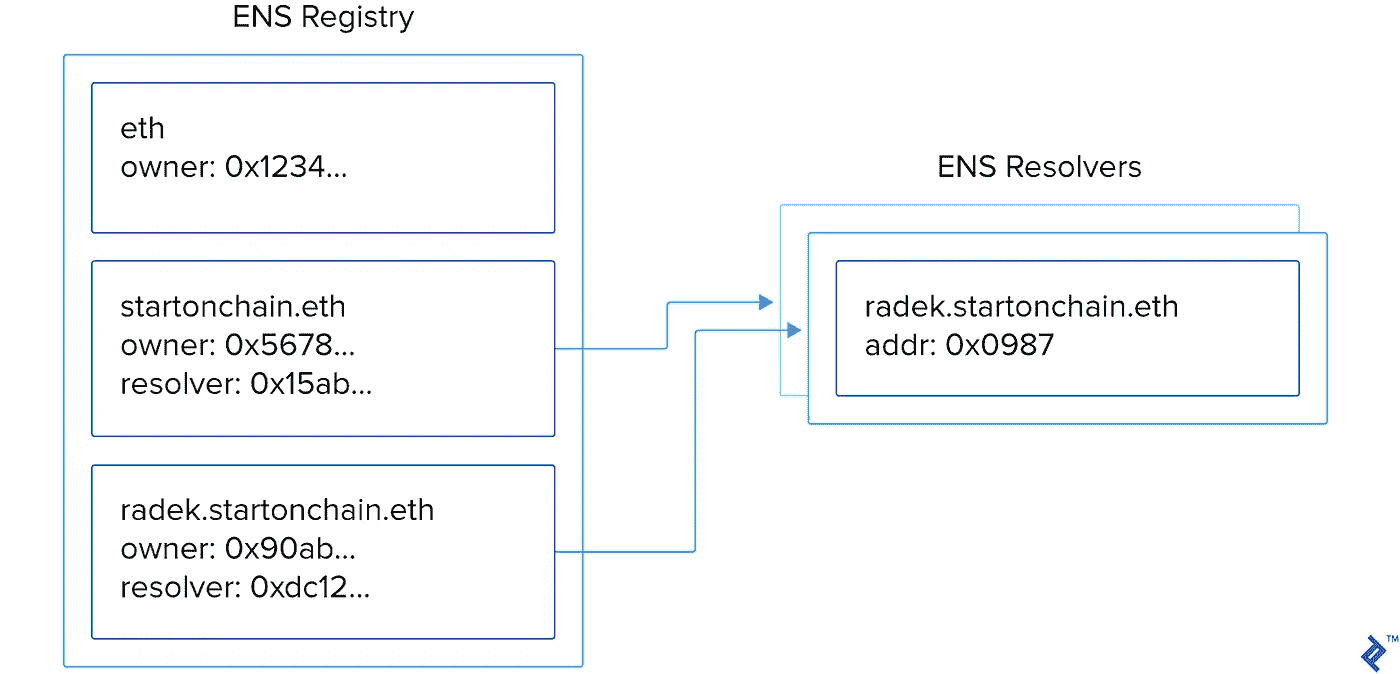 ENS Registry
eth
owner: 0x1234...
startonchain.eth
owner: 0x5678...
resolver: 0x15ab...
radek.startonchain.eth
owner: 0x90ab...
resolver: 0xdc12...
ENS Resolvers
radek.startonchain.eth
addr: 0x0987
TM